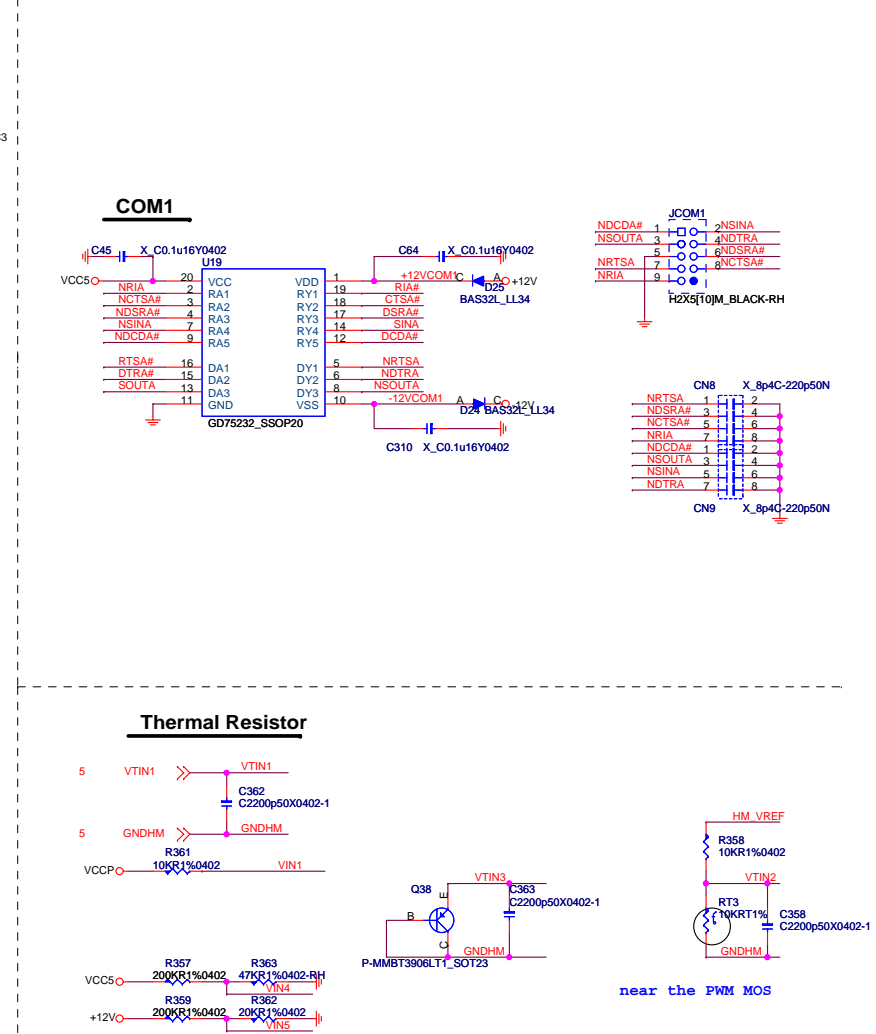 COM1
C45 X_C0.1u16Y0402
U19
VCC5
20 VCC VDD 1 +12VCOM1 C A +12V
D25
BAS32L_LL34
C64 X_C0.1u16Y0402
NRIA 2 RA1 RY1 19 RIA#
NCTSA# 3 RA2 RY2 18 CTSA#
NDSRA# 4 RA3 RY3 17 DSRA#
NSINA 7 RA4 RY4 14 SINA
NDCDA# 9 RA5 RY5 12 DCDA#
RTSA# 16 DA1 DY1 5 NRTSA
DTRA# 15 DA2 DY2 6 NDTRA
SOUTA 13 DA3 DY3 8 NSOUTA
11 GND VSS 10 -12VCOM1 A C -12V
D24 BAS32L_LL34
GD75232_SSOP20
C310 X_C0.1u16Y0402
JCOM1
NDCDA# 1 2 NSINA
NSOUTA 3 4 NDTRA
5 6 NDSRA#
NRTSA 7 8 NCTSA#
NRIA 9
H2X5[10]M_BLACK-RH
CN8 X_8p4C-220p50N
NRTSA 1 2
NDSRA# 3 4
NCTSA# 5 6
NRIA 7 8
NDCDA# 1 2
NSOUTA 3 4
NSINA 5 6
NDTRA 7 8
CN9 X_8p4C-220p50N
Thermal Resistor
5 VTIN1 VTIN1
C362
C2200p50X0402-1
5 GNDHM GNDHM
R361
10KR1%0402
VCCP VIN1
R357 R363
200KR1%0402 47KR1%0402-RH
VCC5 VIN4
R359 R362
200KR1%0402 20KR1%0402
+12V VIN5
VTIN3
Q38 E C363
C2200p50X0402-1
B
C GNDHM
P-MMBT3906LT1_SOT23
HM_VREF
R358
10KR1%0402
VTIN2
RT3
10KRT1%
C358
C2200p50X0402-1
GNDHM
near the PWM MOS